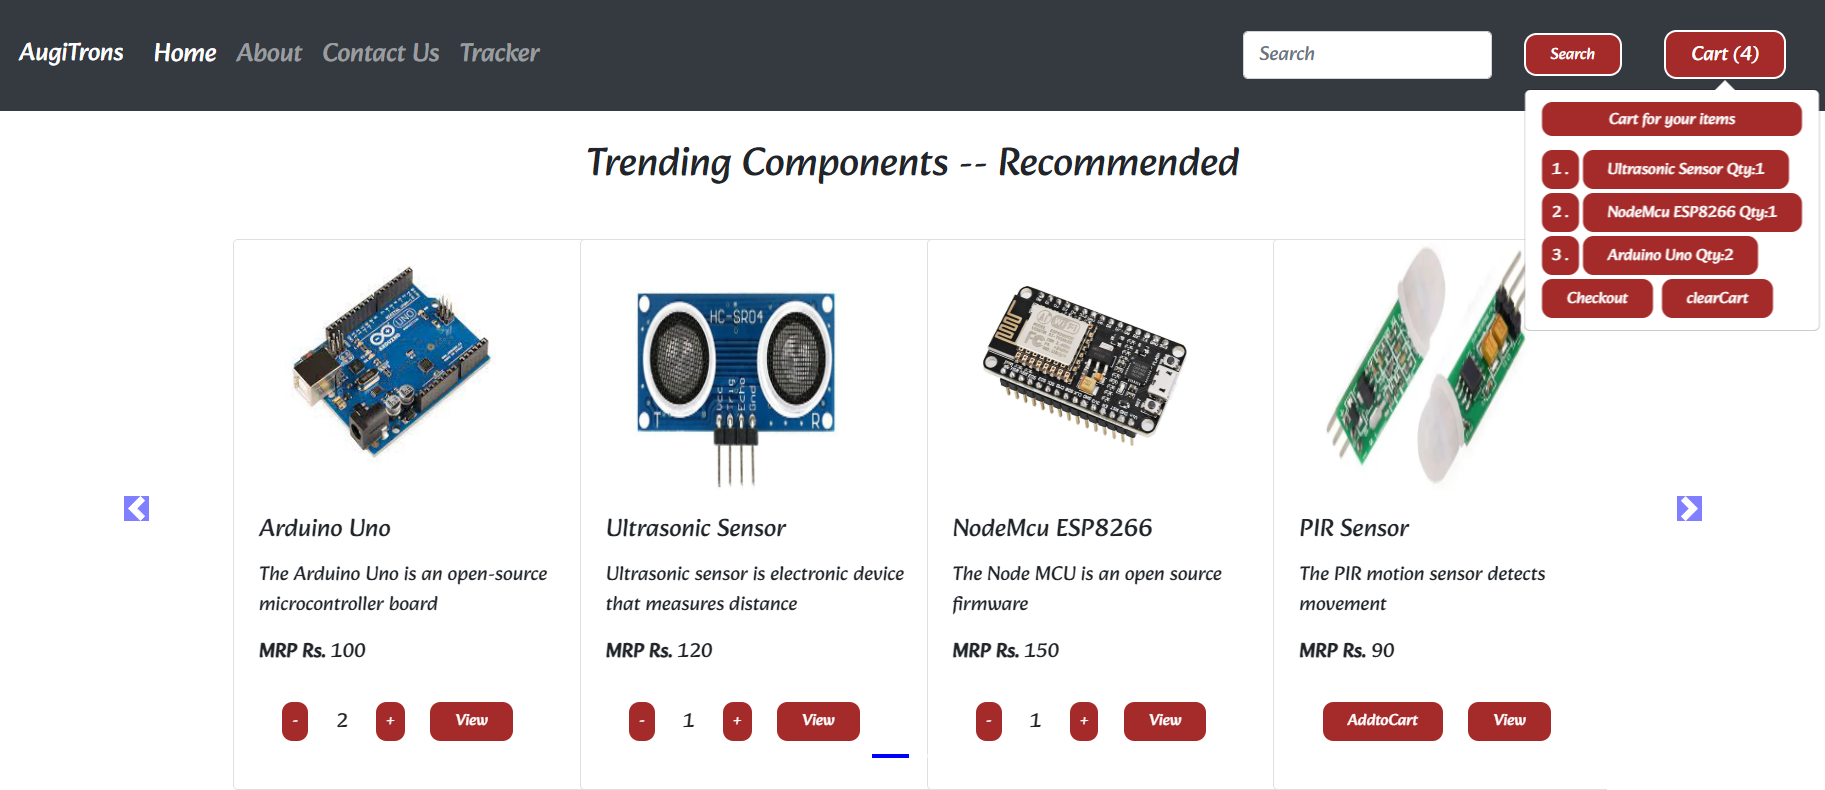 AugiTrons Home About Contact Us Tracker Search Search Cart (4)
Cart for your items
1. Ultrasonic Sensor Qty:1
2. NodeMcu ESP8266 Qty:1
3. Arduino Uno Qty:2
Checkout clearCart
Trending Components -- Recommended
UNO
ARDUINO
HC-SR04
Vcc
Trig
Echo
Gnd
T R
Arduino Uno
The Arduino Uno is an open-source
microcontroller board
MRP Rs. 100
- 2 + View
Ultrasonic Sensor
Ultrasonic sensor is electronic device
that measures distance
MRP Rs. 120
- 1 + View
NodeMcu ESP8266
The Node MCU is an open source
firmware
MRP Rs. 150
- 1 + View
PIR Sensor
The PIR motion sensor detects
movement
MRP Rs. 90
AddtoCart View